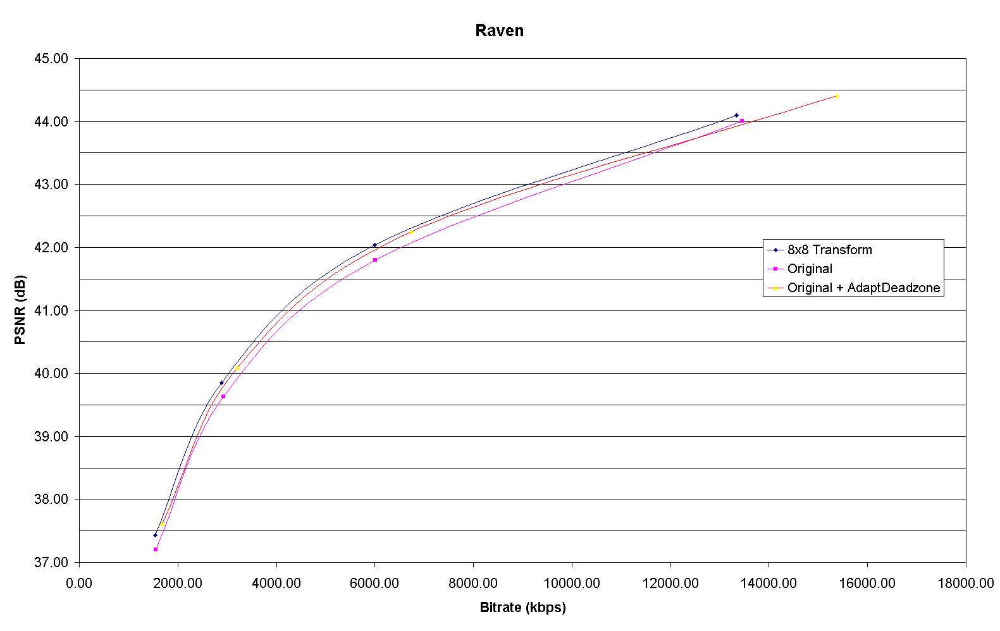 Raven
45.00
44.00
43.00
42.00
41.00
40.00
39.00
38.00
37.00
PSNR (dB)
8x8 Transform
Original
Original + AdaptDeadzone
0.00 2000.00 4000.00 6000.00 8000.00 10000.00 12000.00 14000.00 16000.00 18000.00
Bitrate (kbps)